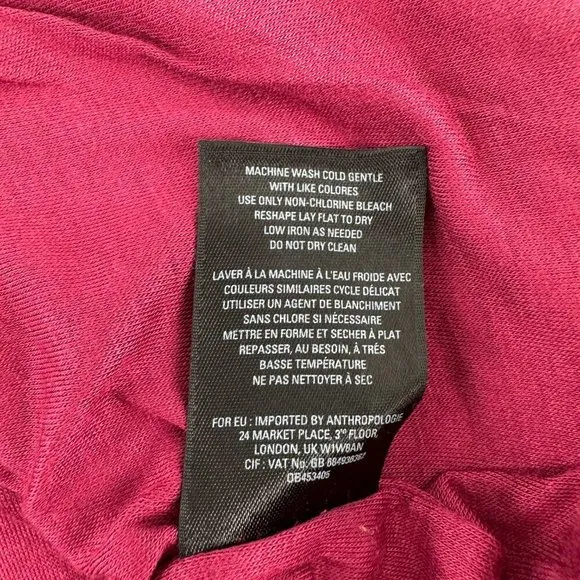 MACHINE WASH COLD GENTLE
WITH LIKE COLORES
USE ONLY NON-CHLORINE BLEACH
RESHAPE LAY FLAT TO DRY
LOW IRON AS NEEDED
DO NOT DRY CLEAN
LAVER À LA MACHINE À L'EAU FROIDE AVEC
COULEURS SIMILAIRES CYCLE DÉLICAT
UTILISER UN AGENT DE BLANCHIMENT
SANS CHLORE SI NÉCESSAIRE
METTRE EN FORME ET SECHER À PLAT
REPASSER, AU BESOIN, À TRÈS
BASSE TEMPÉRATURE
NE PAS NETTOYER À SEC
FOR EU : IMPORTED BY ANTHROPOLOGIE
24 MARKET PLACE, 3RD FLOOR
LONDON, UK W1W8AN
CIF : VAT No. GB
OB453405